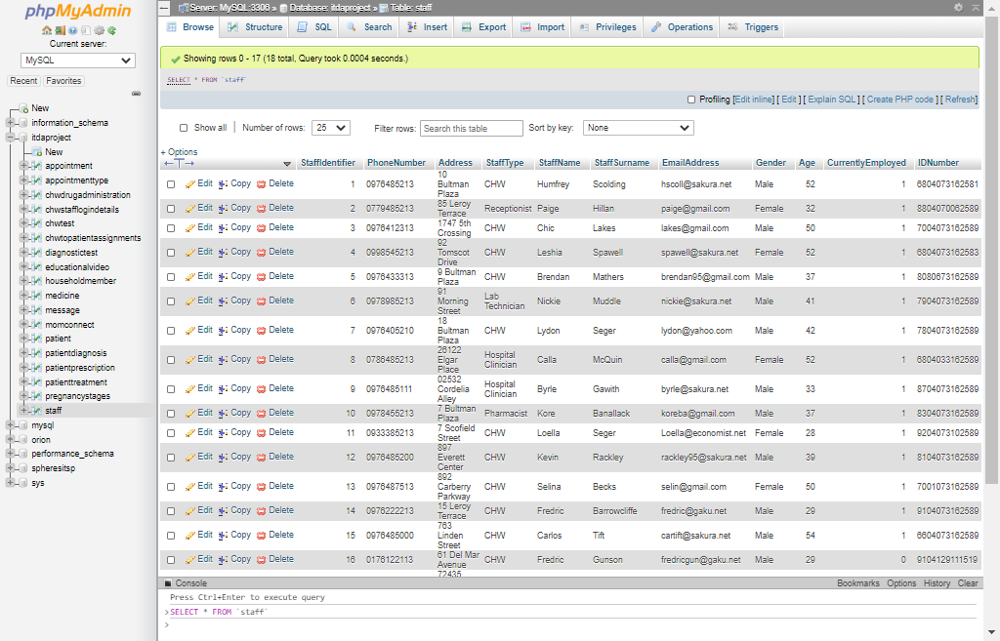 phpMyAdmin
Current server:
MySQL
Recent Favorites
New
information_schema
itdaproject
New
appointment
appointmenttype
chwdrugadministration
chwstafflogindetails
chwtest
chwtopatientassignments
diagnostictest
educationalvideo
householdmember
medicine
message
momconnect
patient
patientdiagnosis
patientprescription
patienttreatment
pregnancystages
staff
mysql
orion
performance_schema
spheresitsp
sys
Server: MySQL:3308 » Database: itdaproject » Table: staff
Browse Structure SQL Search Insert Export Import Privileges Operations Triggers
Showing rows 0 - 17 (18 total, Query took 0.0004 seconds.)
SELECT * FROM `staff`
Profiling [Edit inline] [ Edit ] [ Explain SQL ] [ Create PHP code ] [ Refresh]
Show all | Number of rows: 25 Filter rows: Search this table Sort by key: None
+ Options
←T→ StaffIdentifier PhoneNumber Address StaffType StaffName StaffSurname EmailAddress Gender Age CurrentlyEmployed IDNumber
Edit Copy Delete 1 0976485213 10 Bultman Plaza CHW Humfrey Scolding hscoll@sakura.net Male 52 1 6804073162581
Edit Copy Delete 2 0779485213 85 Leroy Terrace Receptionist Paige Hillan paige@gmail.com Female 32 1 8804070062589
Edit Copy Delete 3 0976412313 1747 5th Crossing CHW Chic Lakes lakes@gmail.com Male 50 1 7004073162589
Edit Copy Delete 4 0998545213 92 Tomscot Drive CHW Leshia Spawell spawell@sakura.net Female 52 1 6804073162583
Edit Copy Delete 5 0976433313 9 Bultman Plaza CHW Brendan Mathers brendan95@gmail.com Male 37 1 8080673162589
Edit Copy Delete 6 0978985213 91 Morning Street Lab Technician Nickie Muddle nickie@sakura.net Male 41 1 7904073162589
Edit Copy Delete 7 0976405210 18 Bultman Plaza CHW Lydon Seger lydon@yahoo.com Male 42 1 7804073162589
Edit Copy Delete 8 0786485213 26122 Elgar Place Hospital Clinician Calla McQuin calla@gmail.com Female 52 1 6804033162589
Edit Copy Delete 9 0976485111 02532 Cordelia Alley Hospital Clinician Byrle Gawith byrle@sakura.net Male 33 1 8704073162589
Edit Copy Delete 10 0978455213 7 Bultman Plaza Pharmacist Kore Banallack koreba@gmail.com Male 37 1 8304073162589
Edit Copy Delete 11 0933385213 7 Scofield Street CHW Loella Seger Loella@economist.net Female 28 1 9204073102589
Edit Copy Delete 12 0976485200 897 Everett Center CHW Kevin Rackley rackley95@sakura.net Male 39 1 8104073162589
Edit Copy Delete 13 0976487513 892 Carberry Parkway CHW Selina Becks selin@gmail.com Female 50 1 7001073162589
Edit Copy Delete 14 0976222213 15 Leroy Terrace CHW Fredric Barrowcliffe fredric@gaku.net Male 29 1 9104073162589
Edit Copy Delete 15 0976485000 763 Linden Street CHW Carlos Tift cartift@sakura.net Male 54 1 6604073162589
Edit Copy Delete 16 0176122113 61 Del Mar Avenue CHW Fredric Gunson fredricgun@gaku.net Male 29 0 9104129111519
72435
Console Bookmarks Options History Clear
Press Ctrl+Enter to execute query
>SELECT * FROM `staff`
>